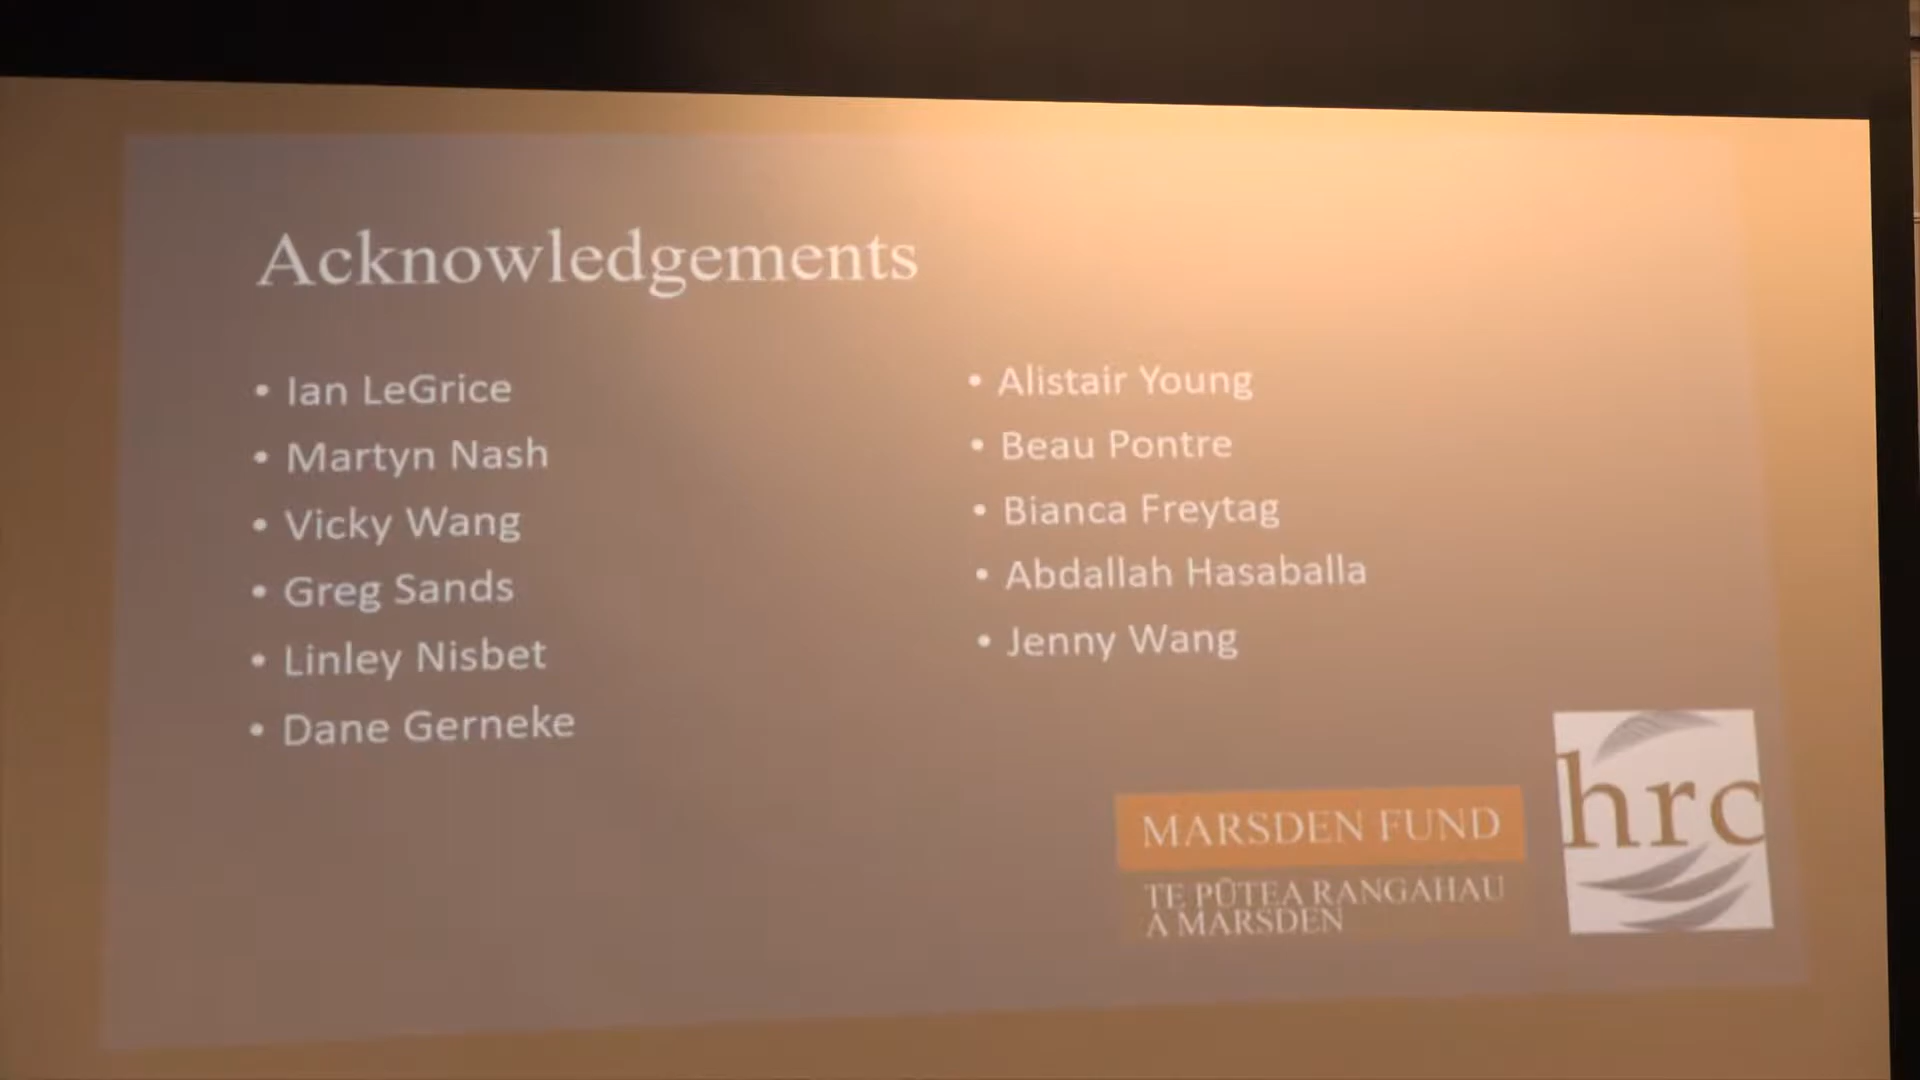 Acknowledgements
• Ian LeGrice
• Martyn Nash
• Vicky Wang
• Greg Sands
• Linley Nisbet
• Dane Gerneke
• Alistair Young
• Beau Pontre
• Bianca Freytag
• Abdallah Hasaballa
• Jenny Wang
MARSDEN FUND
TE PŪTEA RANGAHAU
A MARSDEN
hrc